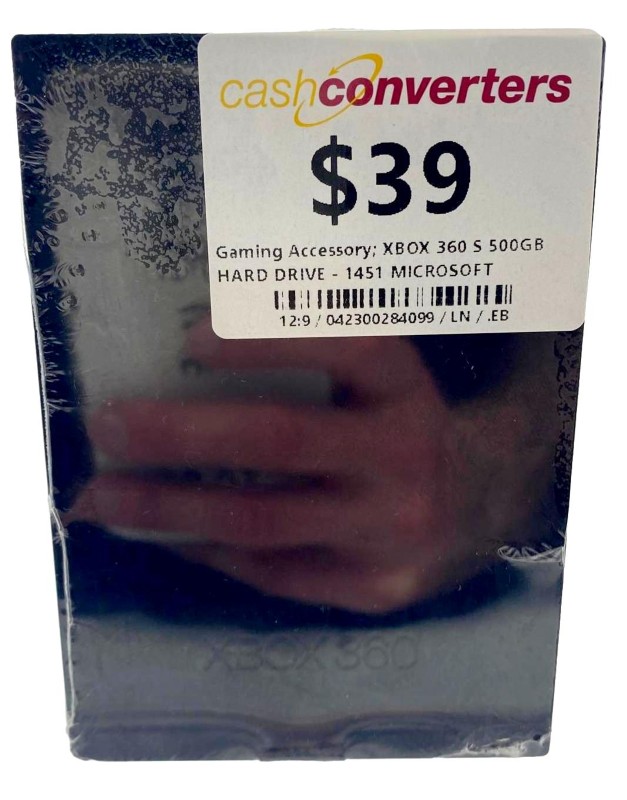 cashconverters
$39
Gaming Accessory; XBOX 360 S 500GB
HARD DRIVE - 1451 MICROSOFT
12:9 / 042300284099 / LN / .EB
XBOX 360